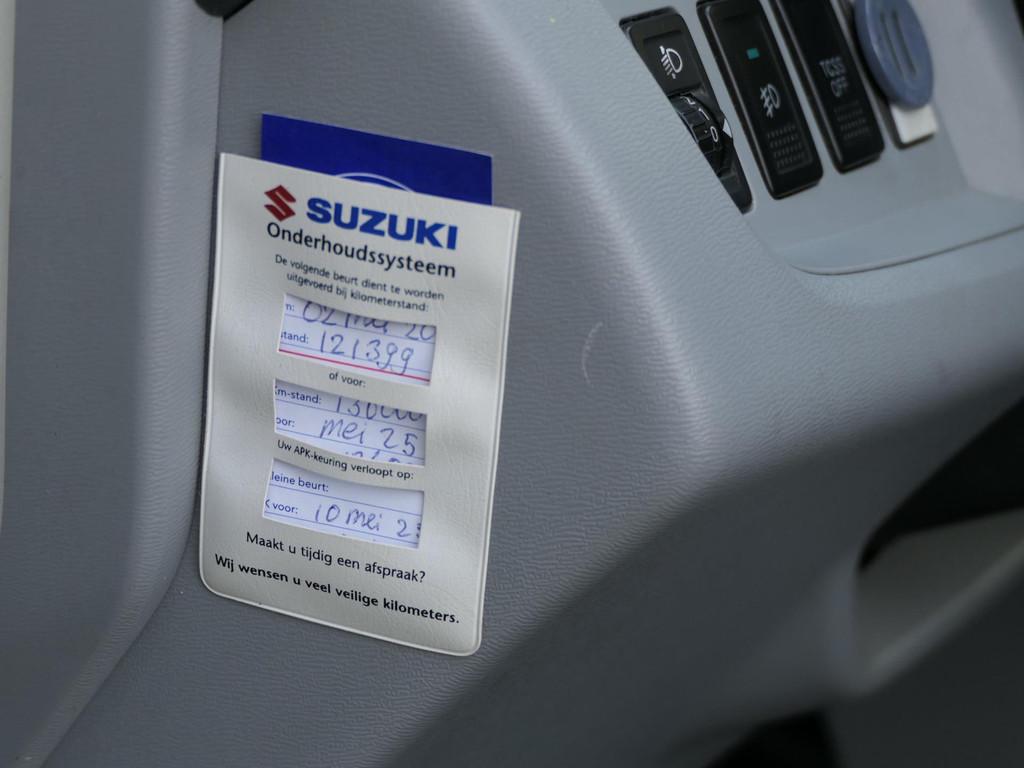 SUZUKI
Onderhoudssysteem
De volgende beurt dient te worden
uitgevoerd bij kilometerstand:
02 mei 20
tand: 121399
of voor:
m-stand: 130000
oor: mei 25
Uw APK-keuring verloopt op:
leine beurt:
voor: 10 mei 2
Maakt u tijdig een afspraak?
Wij wensen u veel veilige kilometers.
TCSS
OFF